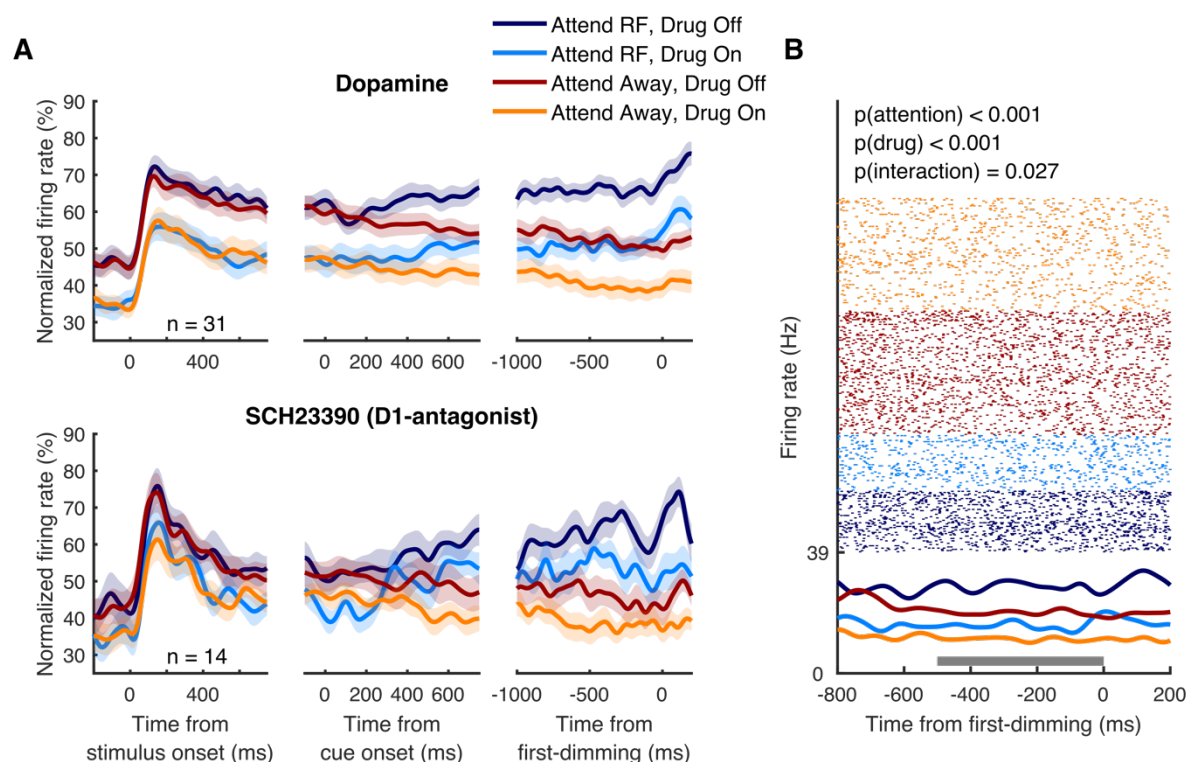 A
B
Attend RF, Drug Off
Attend RF, Drug On
Attend Away, Drug Off
Attend Away, Drug On
Dopamine
Normalized firing rate (%)
90
80
70
60
50
40
30
n = 31
0
400
0
200
400
600
-1000
-500
0
SCH23390 (D1-antagonist)
Normalized firing rate (%)
90
80
70
60
50
40
30
n = 14
0
400
0
200
400
600
-1000
-500
0
Time from
stimulus onset (ms)
Time from
cue onset (ms)
Time from
first-dimming (ms)
p(attention) < 0.001
p(drug) < 0.001
p(interaction) = 0.027
Firing rate (Hz)
39
0
-800
-600
-400
-200
0
200
Time from first-dimming (ms)